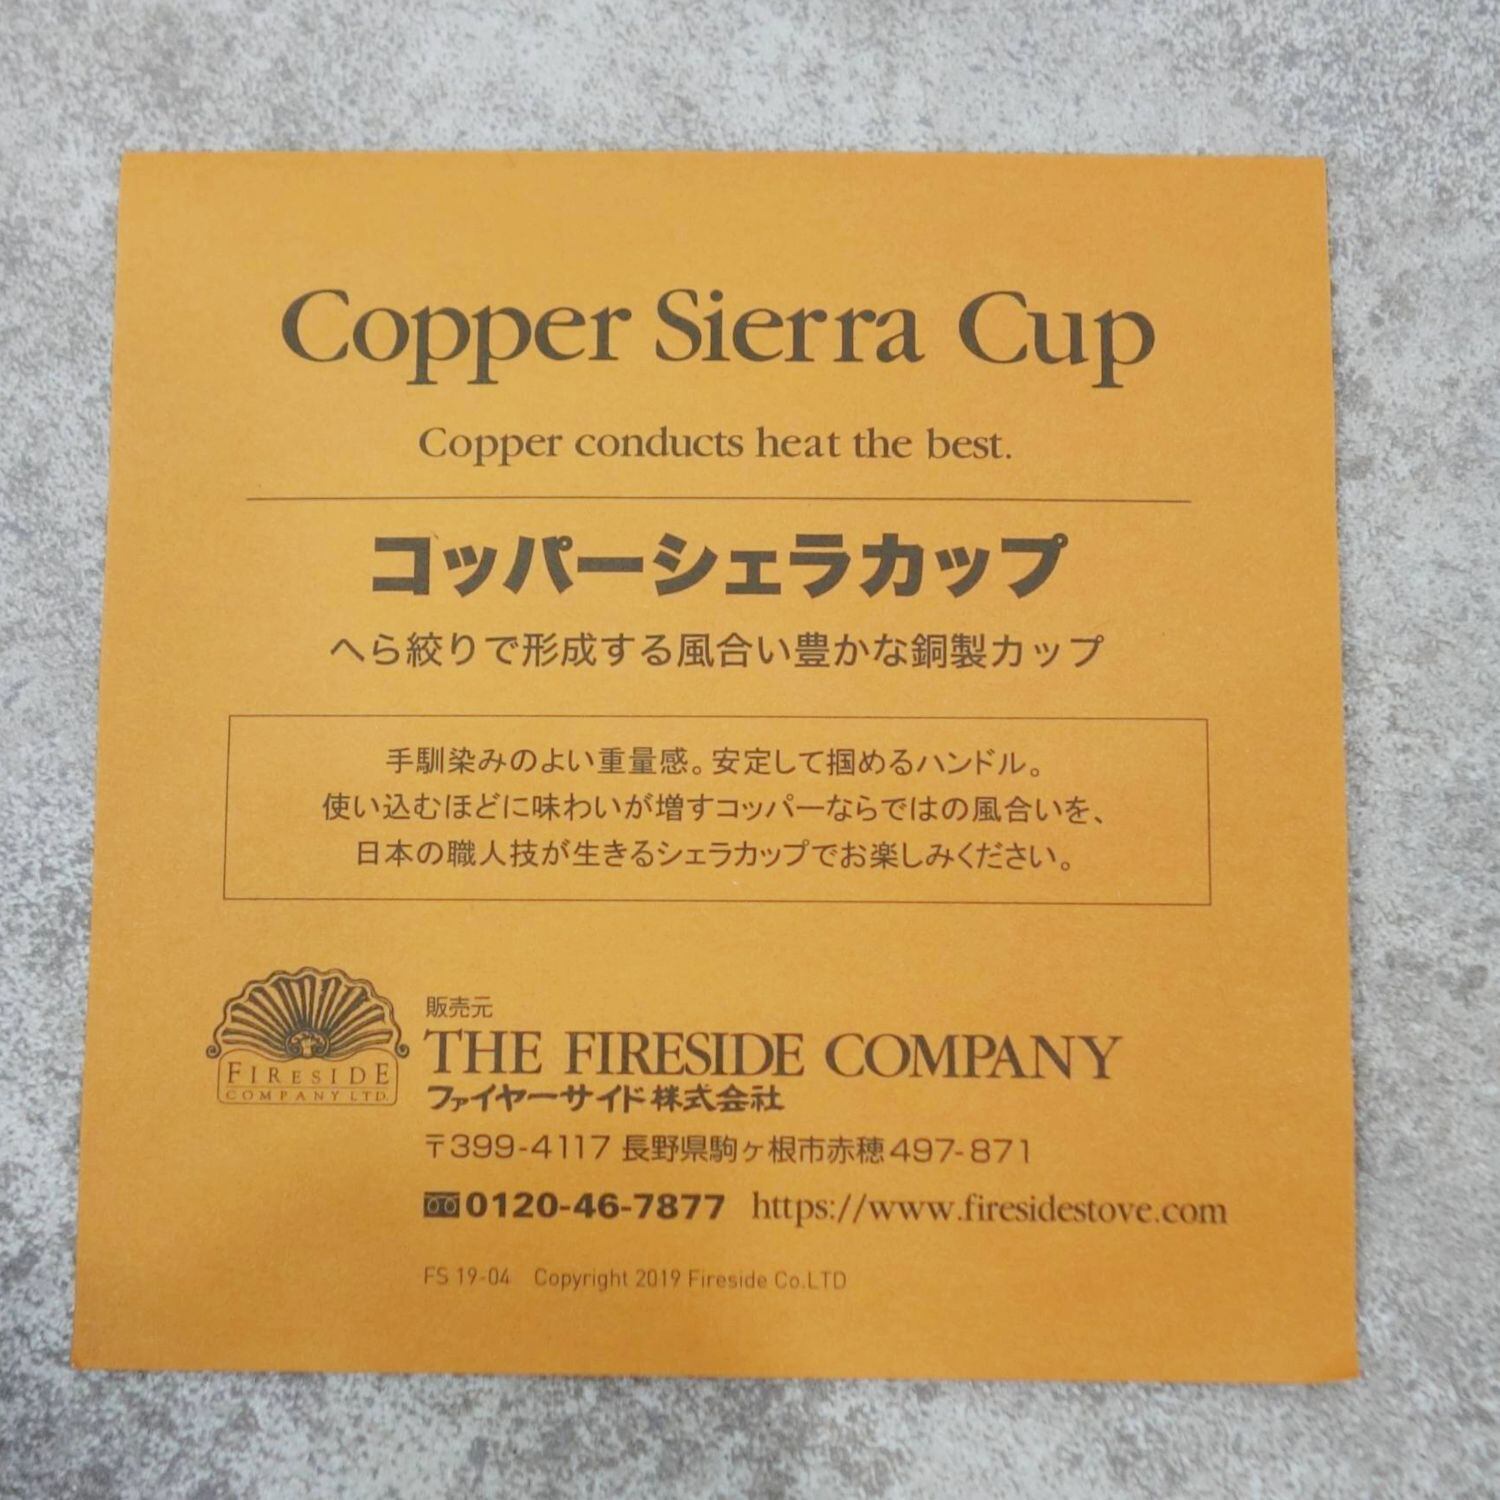 Copper Sierra Cup
Copper conducts heat the best.
コッパーシェラカップ
へら絞りで形成する風合い豊かな銅製カップ
手馴染みのよい重量感。安定して掴めるハンドル。
使い込むほどに味わいが増すコッパーならではの風合いを、
日本の職人技が生きるシェラカップでお楽しみください。
FIRESIDE
COMPANY LTD.
販売元
THE FIRESIDE COMPANY
ファイヤーサイド株式会社
〒399-4117 長野県駒ヶ根市赤穂497-871
0120-46-7877 https://www.firesidestove.com
FS 19-04 Copyright 2019 Fireside Co.LTD